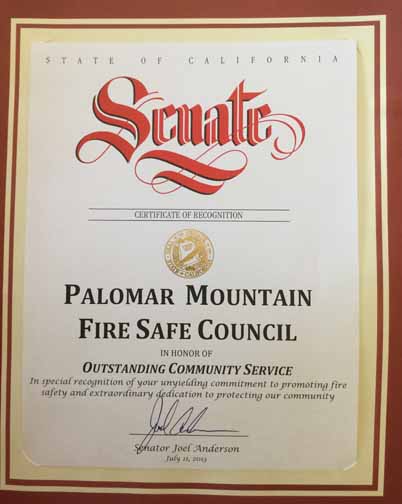 STATE OF CALIFORNIA
Senate
CERTIFICATE OF RECOGNITION
PALOMAR MOUNTAIN
FIRE SAFE COUNCIL
IN HONOR OF
OUTSTANDING COMMUNITY SERVICE
In special recognition of your unyielding commitment to promoting fire
safety and extraordinary dedication to protecting our community
Senator Joel Anderson
July 11, 2013